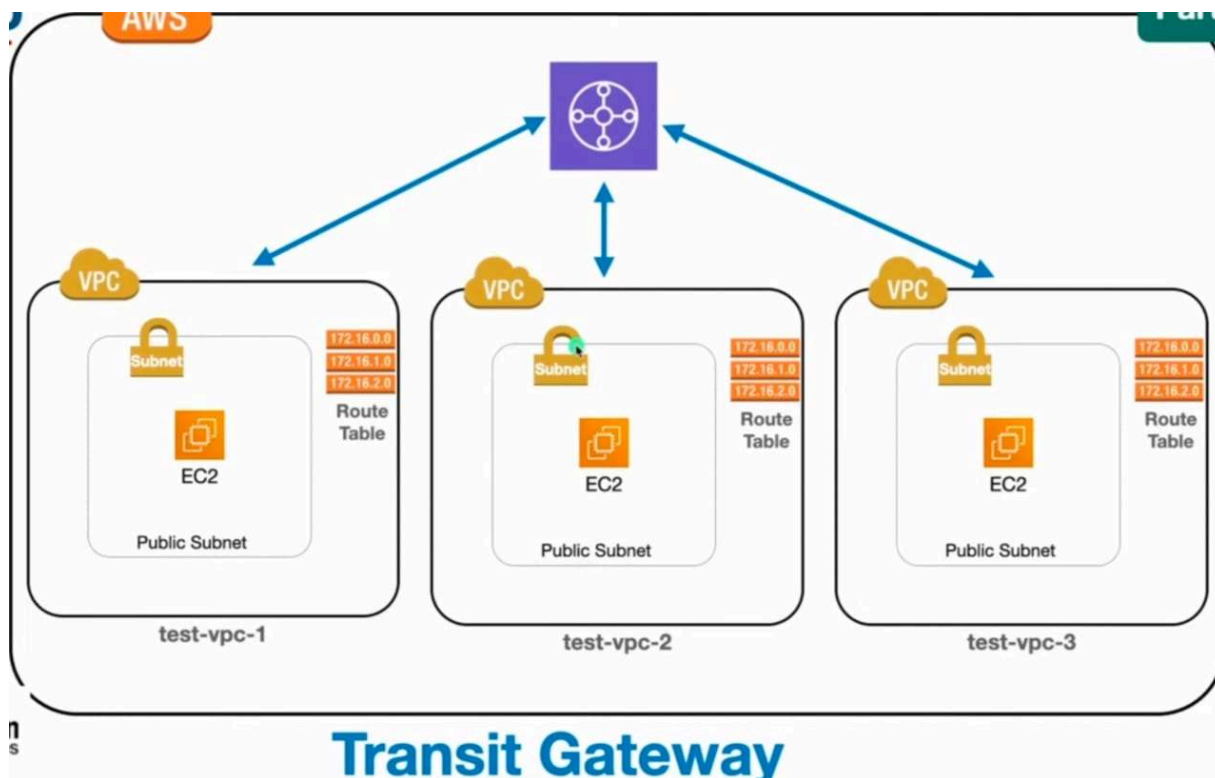 AWS
VPC
Subnet
172.16.0.0
172.16.1.0
172.16.2.0
Route
Table
EC2
Public Subnet
test-vpc-1
VPC
Subnet
172.16.0.0
172.16.1.0
172.16.2.0
Route
Table
EC2
Public Subnet
test-vpc-2
VPC
Subnet
172.16.0.0
172.16.1.0
172.16.2.0
Route
Table
EC2
Public Subnet
test-vpc-3
Transit Gateway